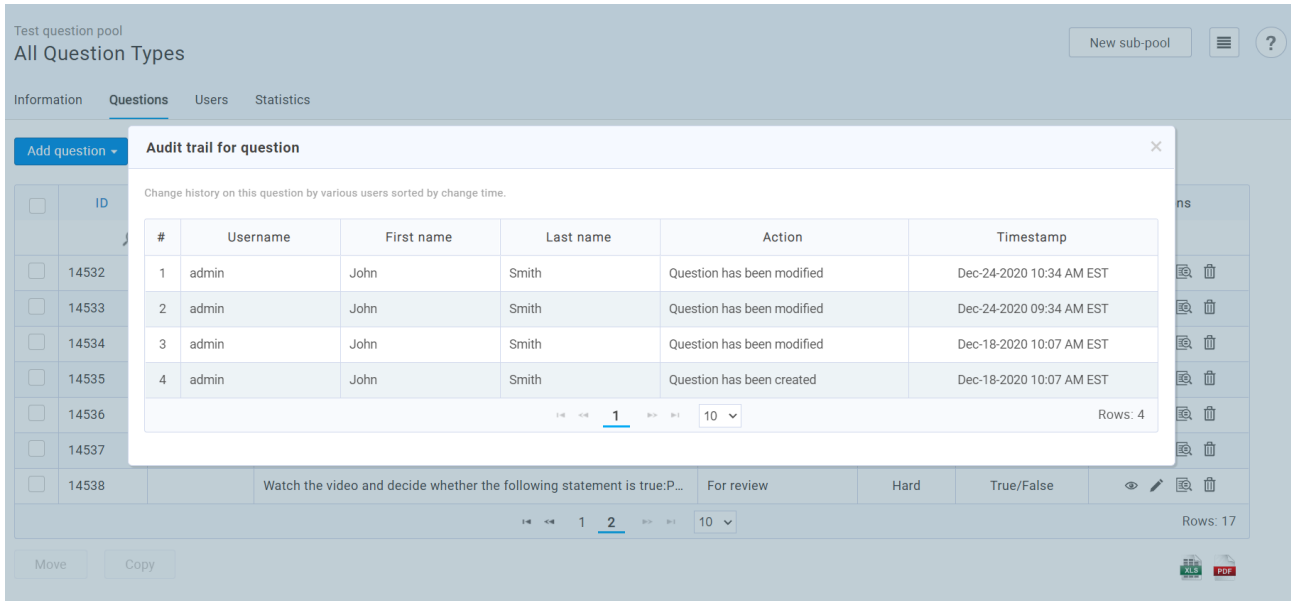 Test question pool
All Question Types
New sub-pool
?
Information Questions Users Statistics
Add question
Audit trail for question
Change history on this question by various users sorted by change time.
ID
ns
# Username First name Last name Action Timestamp
1 admin John Smith Question has been modified Dec-24-2020 10:34 AM EST
2 admin John Smith Question has been modified Dec-24-2020 09:34 AM EST
3 admin John Smith Question has been modified Dec-18-2020 10:07 AM EST
4 admin John Smith Question has been created Dec-18-2020 10:07 AM EST
1 10 Rows: 4
14532
14533
14534
14535
14536
14537
14538 Watch the video and decide whether the following statement is true:P... For review Hard True/False
1 2 10 Rows: 17
Move Copy
XLS PDF